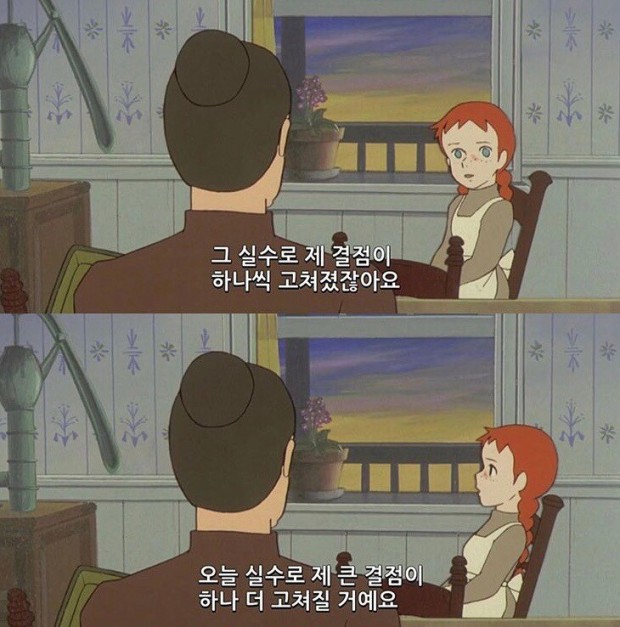 그 실수로 제 결점이
하나씩 고쳐졌잖아요
오늘 실수로 제 큰 결점이
하나 더 고쳐질 거예요